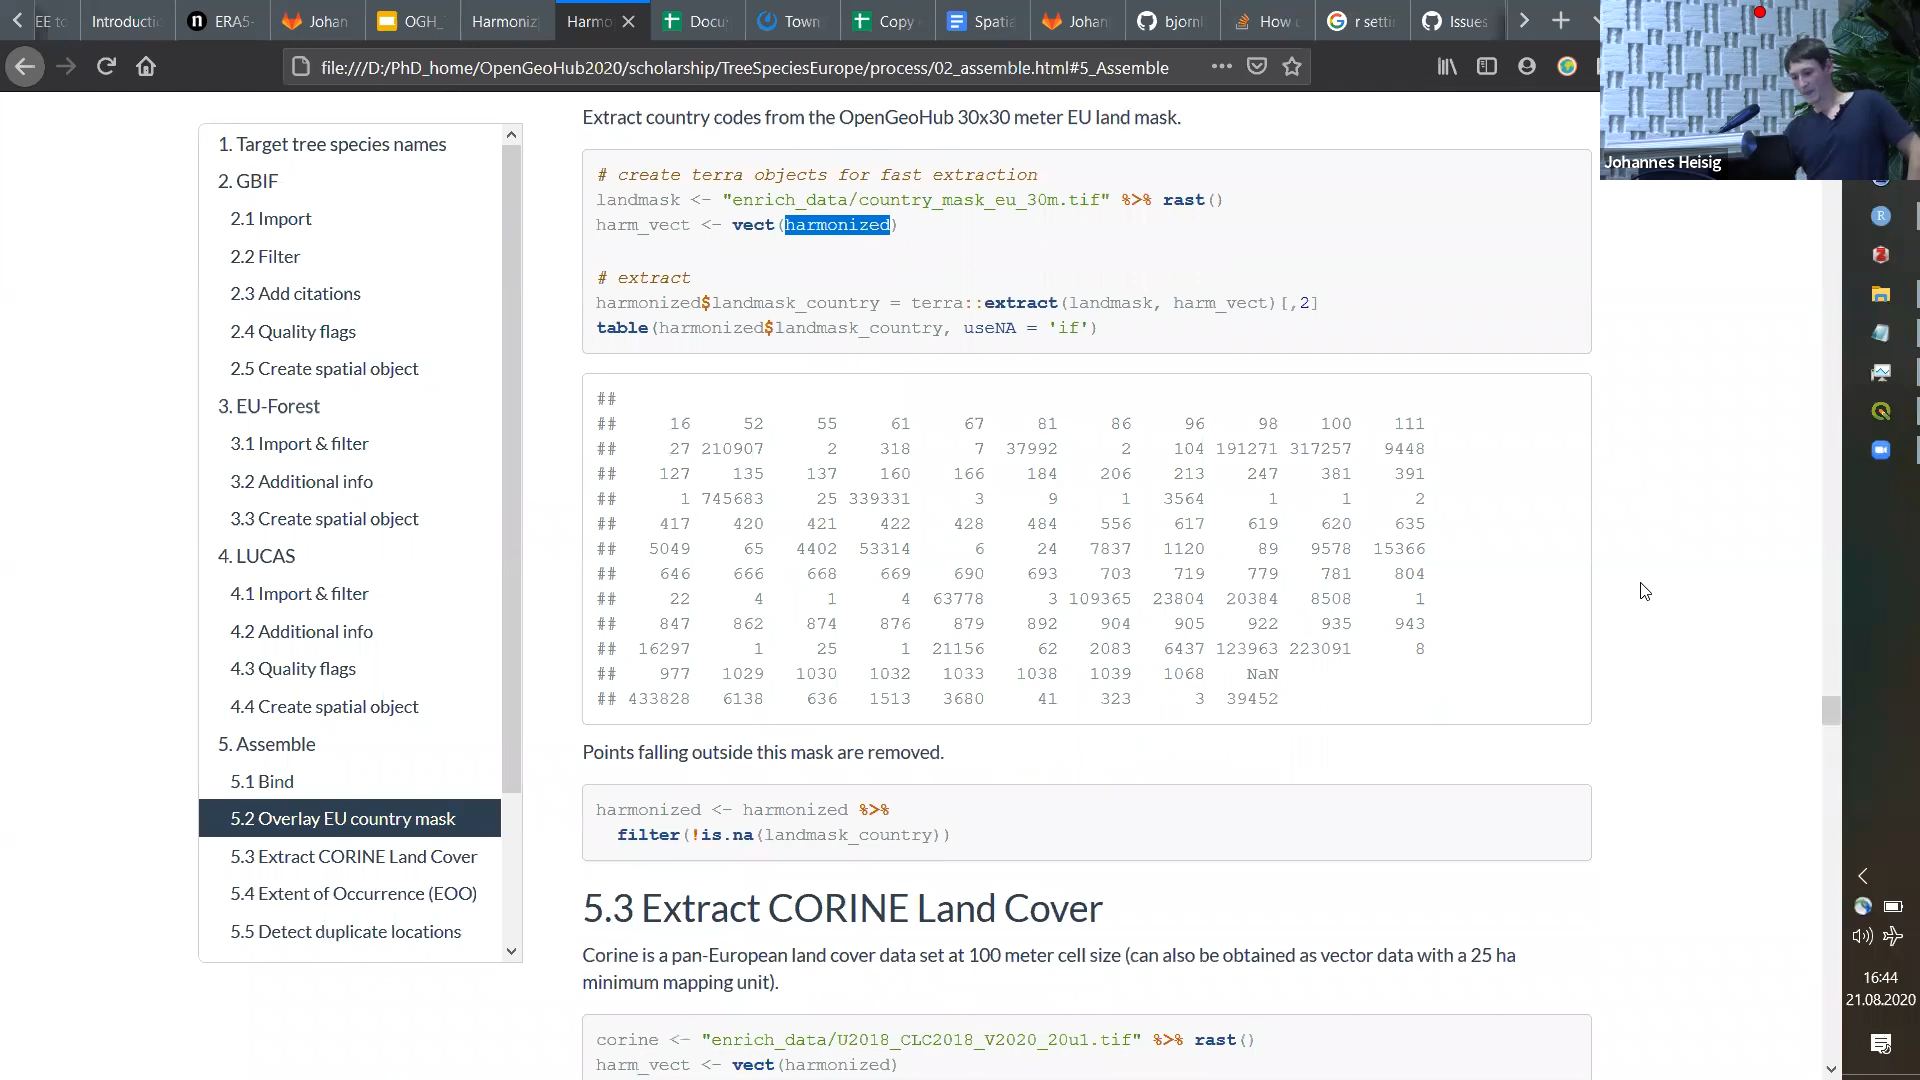 EE to
Introducti
ERA5-
Johan
OGH_
Harmoniz
Harmo
Docu
Town
Copy
Spatia
Johan
bjornl
How
r setti
Issues
file:///D:/PhD_home/OpenGeoHub2020/scholarship/TreeSpeciesEurope/process/02_assemble.html#5_Assemble
Johannes Heisig
1. Target tree species names
2. GBIF
2.1 Import
2.2 Filter
2.3 Add citations
2.4 Quality flags
2.5 Create spatial object
3. EU-Forest
3.1 Import & filter
3.2 Additional info
3.3 Create spatial object
4. LUCAS
4.1 Import & filter
4.2 Additional info
4.3 Quality flags
4.4 Create spatial object
5. Assemble
5.1 Bind
5.2 Overlay EU country mask
5.3 Extract CORINE Land Cover
5.4 Extent of Occurrence (EOO)
5.5 Detect duplicate locations
Extract country codes from the OpenGeoHub 30x30 meter EU land mask.
# create terra objects for fast extraction
landmask <- "enrich_data/country_mask_eu_30m.tif" %>% rast()
harm_vect <- vect(harmonized)
# extract
harmonized$landmask_country = terra::extract(landmask, harm_vect)[,2]
table(harmonized$landmask_country, useNA = 'if')
##
## 16 52 55 61 67 81 86 96 98 100 111
## 27 210907 2 318 7 37992 2 104 191271 317257 9448
## 127 135 137 160 166 184 206 213 247 381 391
## 1 745683 25 339331 3 9 1 3564 1 1 2
## 417 420 421 422 428 484 556 617 619 620 635
## 5049 65 4402 53314 6 24 7837 1120 89 9578 15366
## 646 666 668 669 690 693 703 719 779 781 804
## 22 4 1 4 63778 3 109365 23804 20384 8508 1
## 847 862 874 876 879 892 904 905 922 935 943
## 16297 1 25 1 21156 62 2083 6437 123963 223091 8
## 977 1029 1030 1032 1033 1038 1039 1068 NaN
## 433828 6138 636 1513 3680 41 323 3 39452
Points falling outside this mask are removed.
harmonized <- harmonized %>%
filter(!is.na(landmask_country))
5.3 Extract CORINE Land Cover
Corine is a pan-European land cover data set at 100 meter cell size (can also be obtained as vector data with a 25 ha
minimum mapping unit).
corine <- "enrich_data/U2018_CLC2018_V2020_20u1.tif" %>% rast()
harm_vect <- vect(harmonized)
16:44
21.08.2020